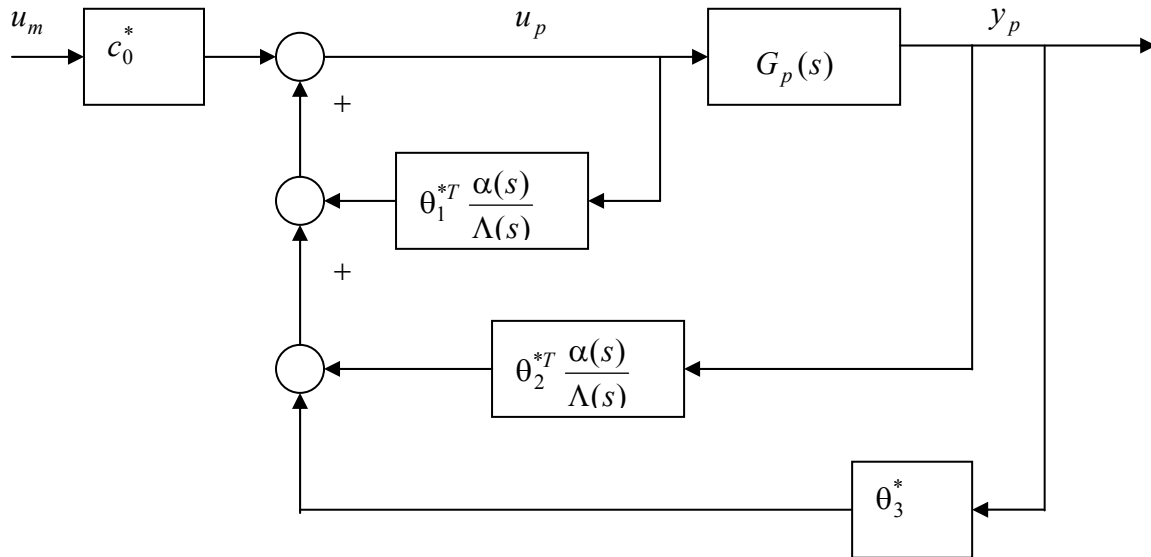 u_m
c_0^*
u_p
G_p(s)
y_p
+
θ_1^{*T} α(s)/Λ(s)
+
θ_2^{*T} α(s)/Λ(s)
θ_3^*